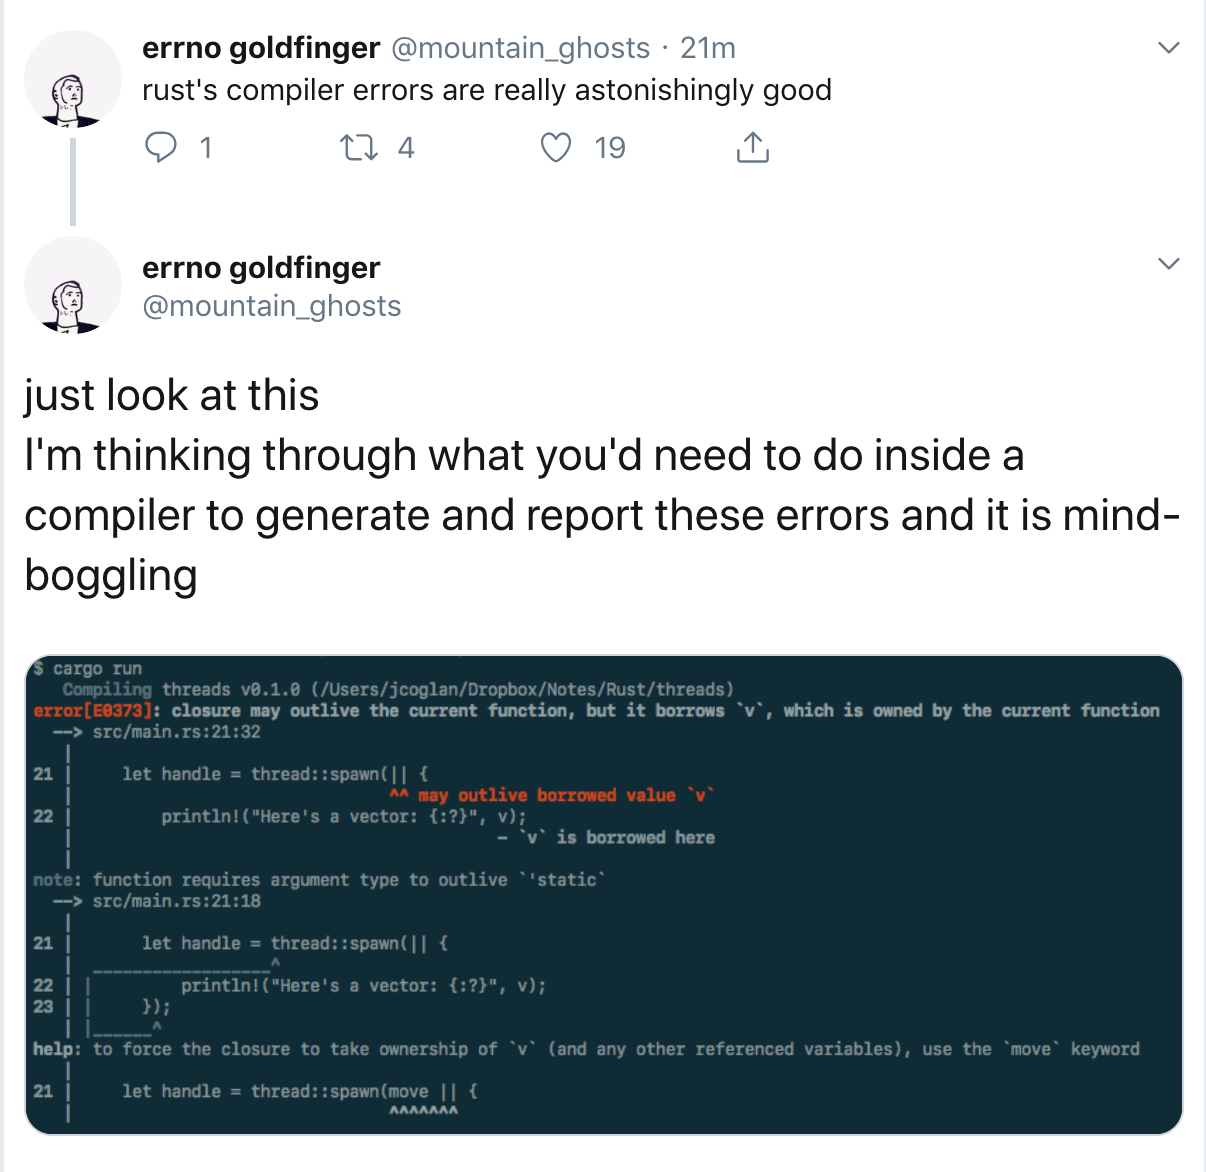 errno goldfinger @mountain_ghosts · 21m
rust's compiler errors are really astonishingly good
1 4 19
errno goldfinger
@mountain_ghosts
just look at this
I'm thinking through what you'd need to do inside a
compiler to generate and report these errors and it is mind-
boggling
$ cargo run
   Compiling threads v0.1.0 (/Users/jcoglan/Dropbox/Notes/Rust/threads)
error[E0373]: closure may outlive the current function, but it borrows `v`, which is owned by the current function
  --> src/main.rs:21:32
   |
21 |     let handle = thread::spawn(|| {
   |                                ^^ may outlive borrowed value `v`
22 |         println!("Here's a vector: {:?}", v);
   |                                           - `v` is borrowed here
   |
note: function requires argument type to outlive `'static`
  --> src/main.rs:21:18
   |
21 |       let handle = thread::spawn(|| {
   |  __________________^
22 | |         println!("Here's a vector: {:?}", v);
23 | |     });
   | |______^
help: to force the closure to take ownership of `v` (and any other referenced variables), use the `move` keyword
   |
21 |     let handle = thread::spawn(move || {
   |                                ^^^^^^^